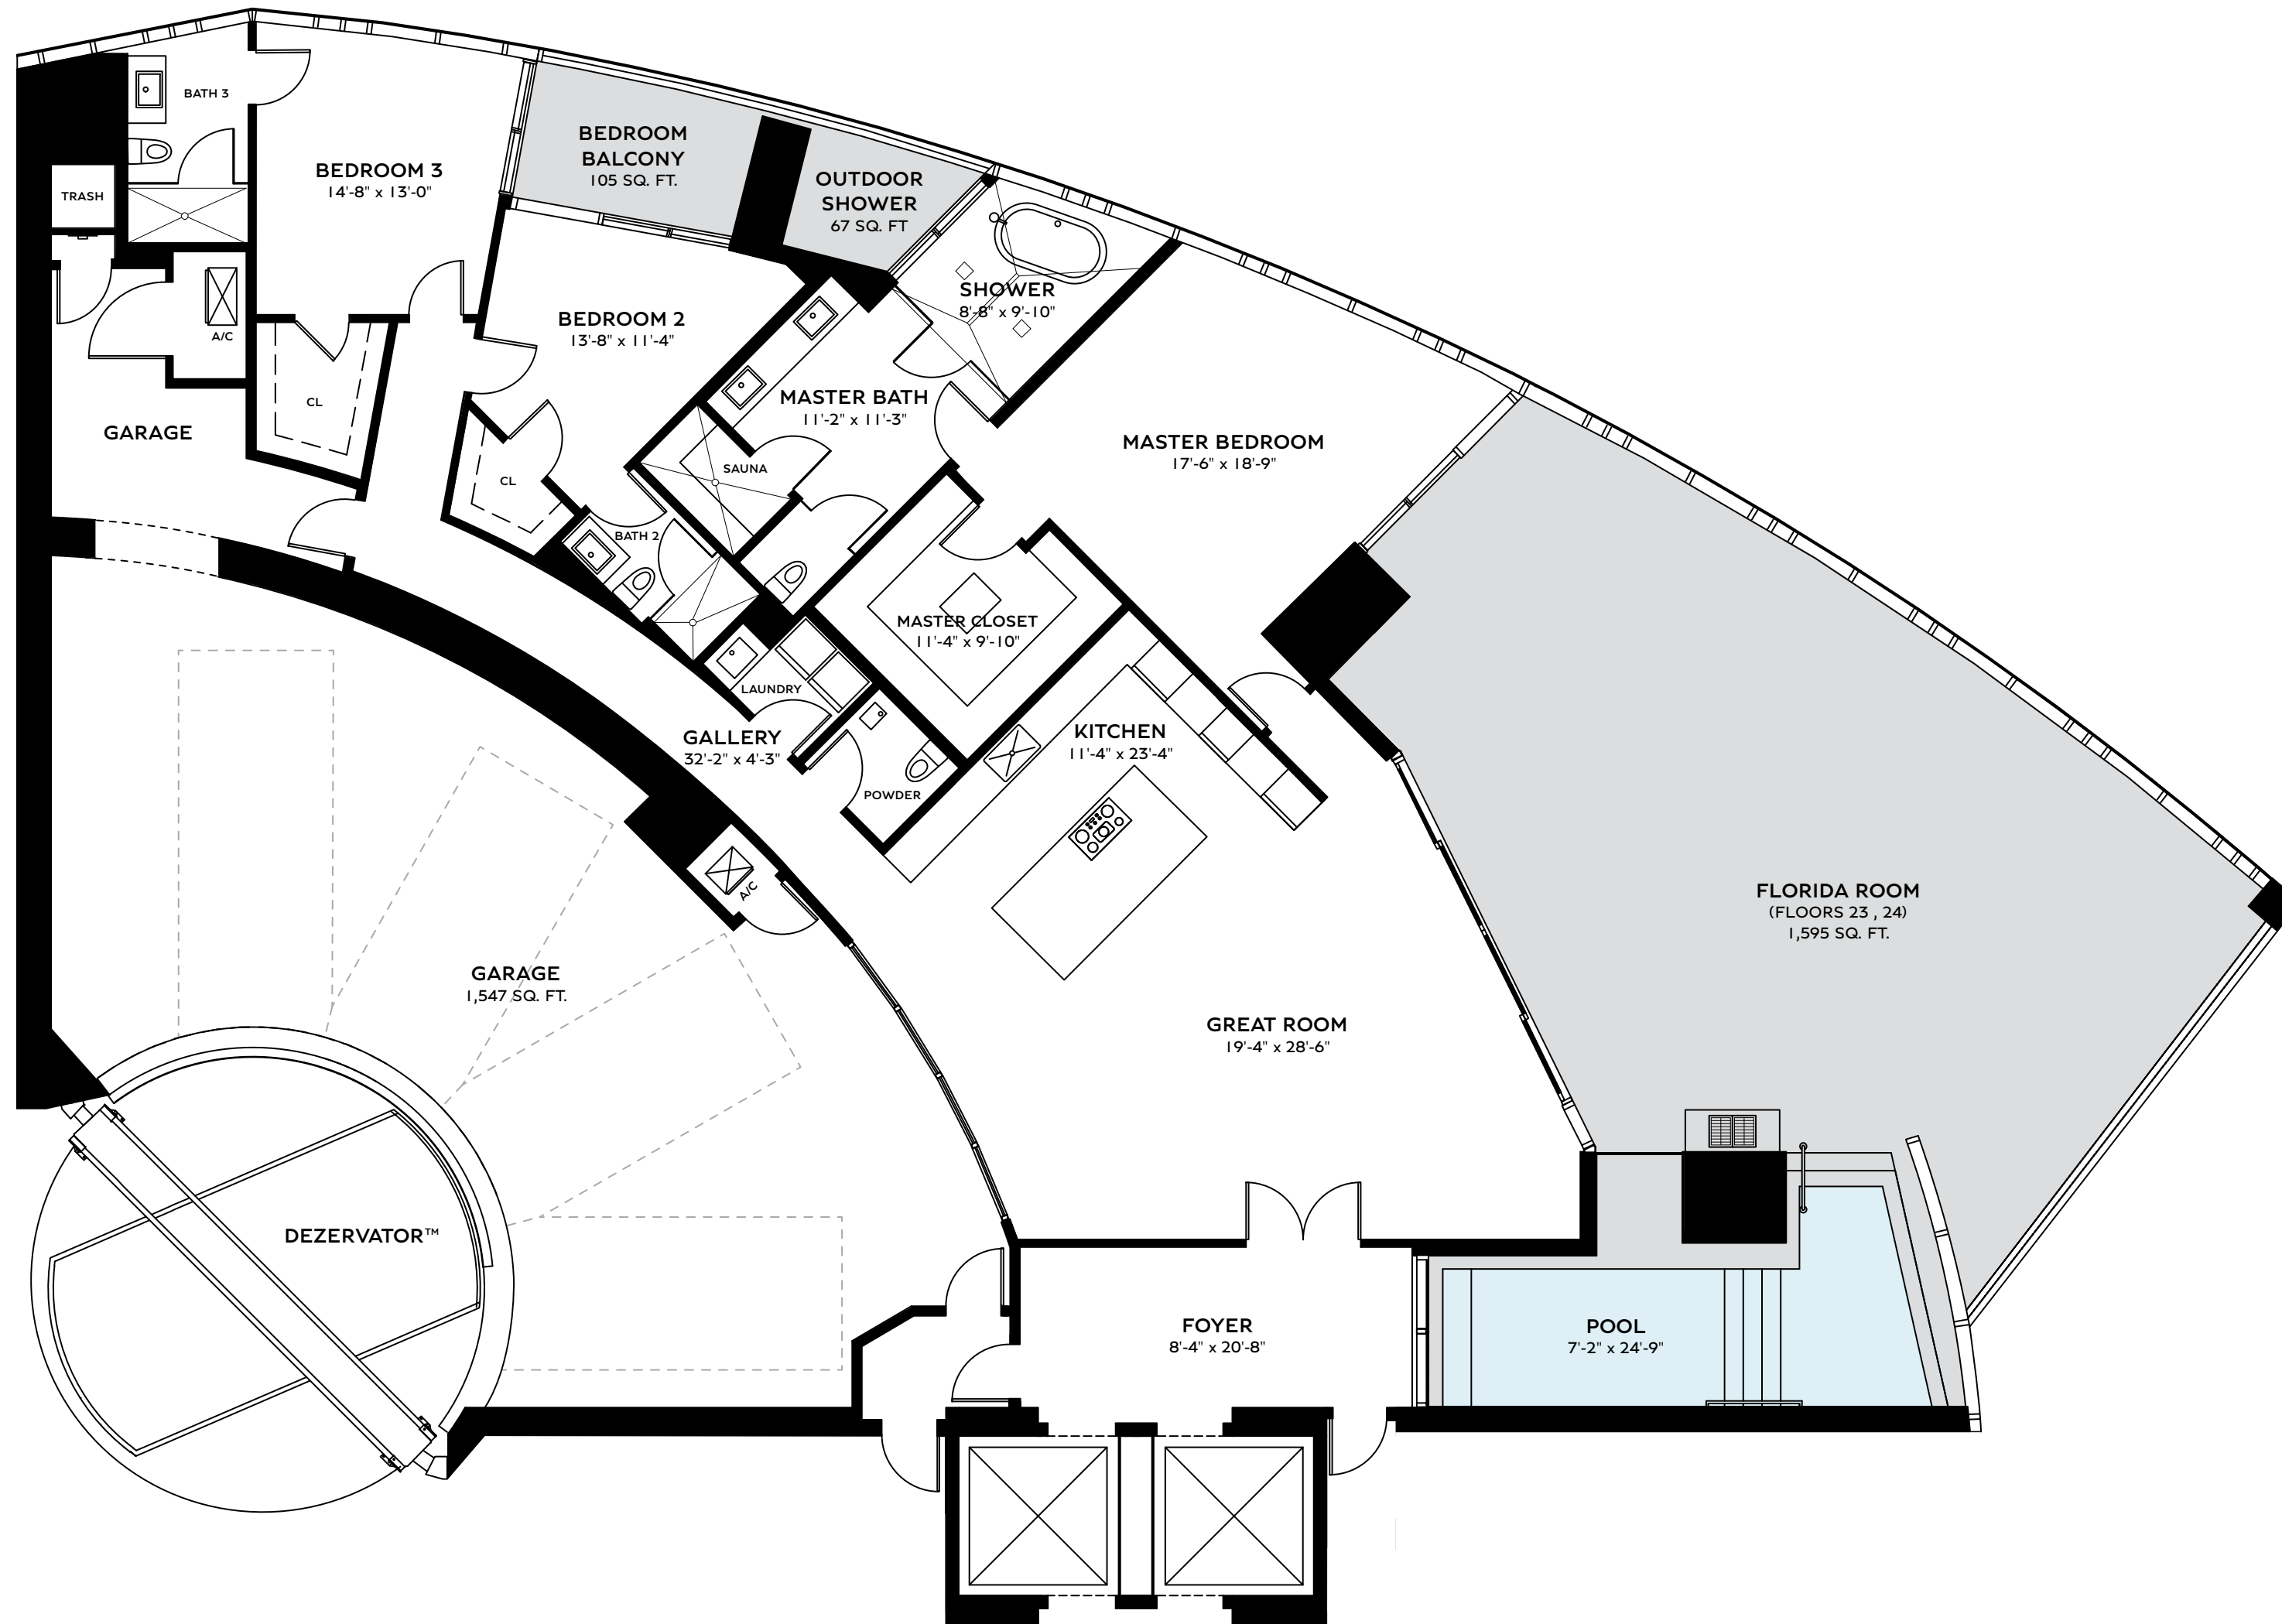 BATH 3
BEDROOM 3
14'-8" x 13'-0"
TRASH
BEDROOM
BALCONY
105 SQ. FT.
OUTDOOR
SHOWER
67 SQ. FT
SHOWER
8'-8" x 9'-10"
A/C
BEDROOM 2
13'-8" x 11'-4"
CL
GARAGE
MASTER BATH
11'-2" x 11'-3"
MASTER BEDROOM
17'-6" x 18'-9"
SAUNA
CL
BATH 2
MASTER CLOSET
11'-4" x 9'-10"
LAUNDRY
GALLERY
32'-2" x 4'-3"
KITCHEN
11'-4" x 23'-4"
POWDER
A/C
FLORIDA ROOM
(FLOORS 23 , 24)
1,595 SQ. FT.
GARAGE
1,547 SQ. FT.
GREAT ROOM
19'-4" x 28'-6"
DEZERVATOR™
FOYER
8'-4" x 20'-8"
POOL
7'-2" x 24'-9"